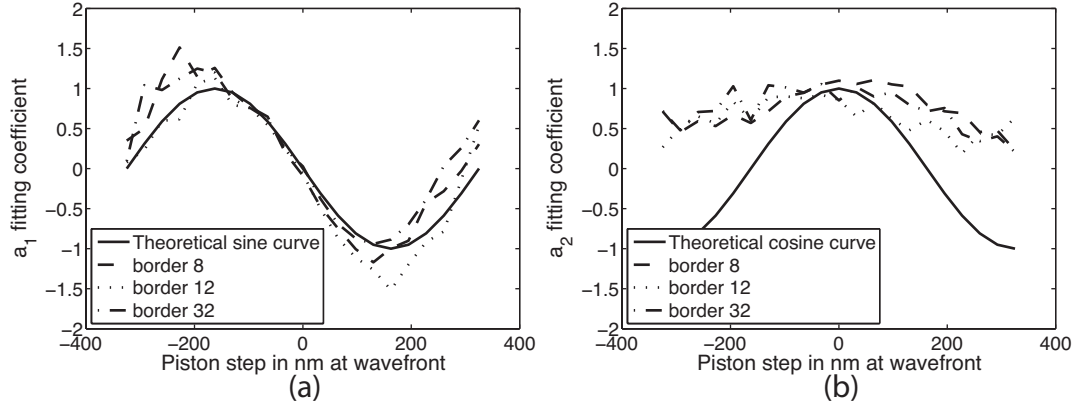 2
1.5
1
0.5
0
−0.5
−1
−1.5
−2
a1 fitting coefficient
Theoretical sine curve
border 8
border 12
border 32
−400 −200 0 200 400
Piston step in nm at wavefront
(a)
2
1.5
1
0.5
0
−0.5
−1
−1.5
−2
a2 fitting coefficient
Theoretical cosine curve
border 8
border 12
border 32
−400 −200 0 200 400
Piston step in nm at wavefront
(b)